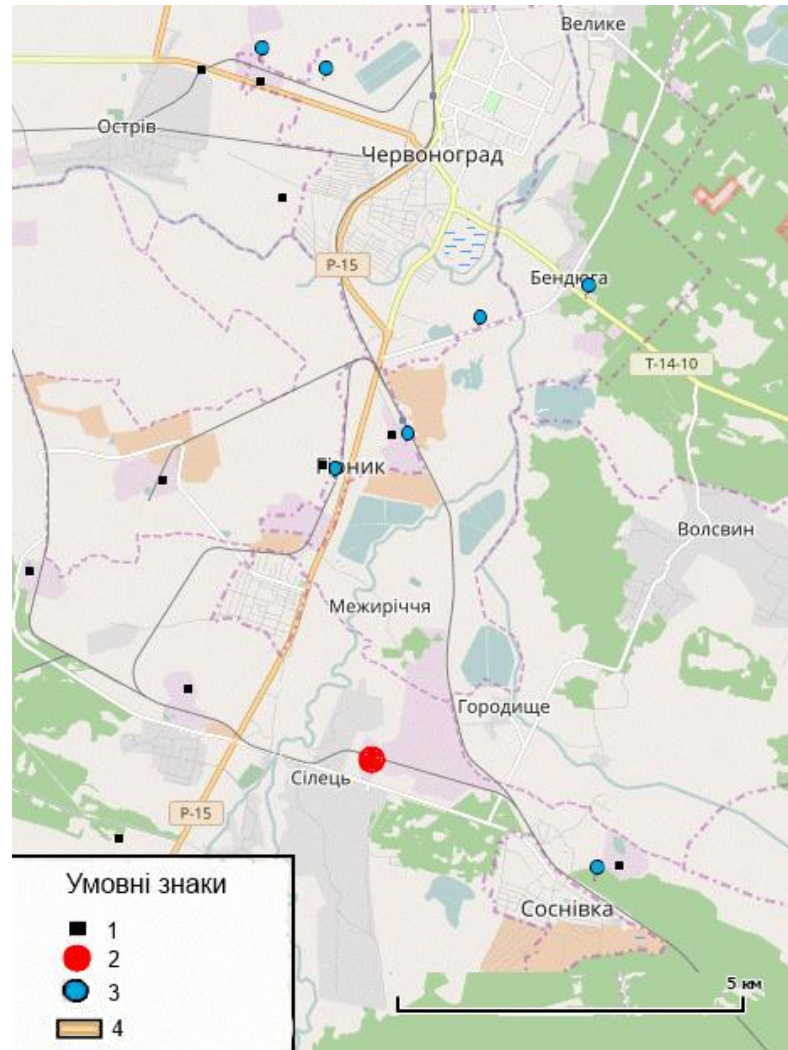 Велике
Острів
Червоноград
Р-15
Бендюга
Т-14-10
Гірник
Волсвин
Межиріччя
Городище
Сілець
Р-15
Соснівка
Умовні знаки
1
2
3
4
5 км